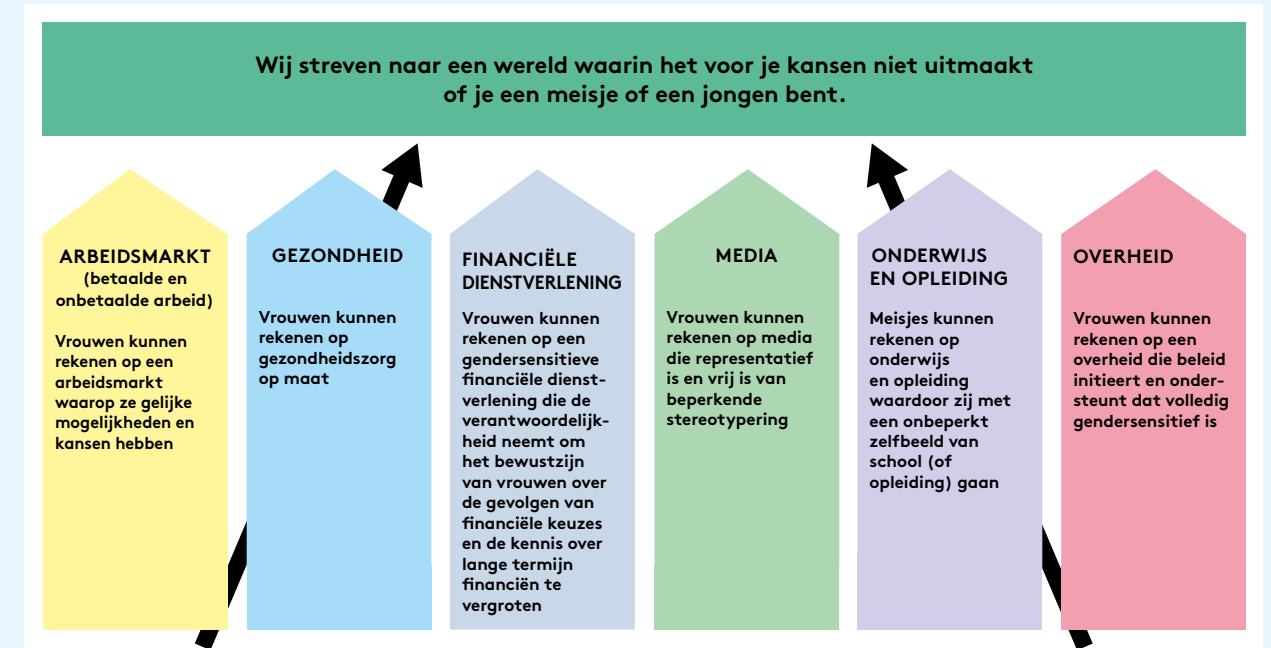 Wij streven naar een wereld waarin het voor je kansen niet uitmaakt
of je een meisje of een jongen bent.
ARBEIDSMARKT
(betaalde en
onbetaalde arbeid)
Vrouwen kunnen
rekenen op een
arbeidsmarkt
waarop ze gelijke
mogelijkheden en
kansen hebben
GEZONDHEID
Vrouwen kunnen
rekenen op
gezondheidszorg
op maat
FINANCIËLE
DIENSTVERLENING
Vrouwen kunnen
rekenen op een
gendersensitieve
financiële dienst-
verlening die de
verantwoordelijk-
heid neemt om
het bewustzijn
van vrouwen over
de gevolgen van
financiële keuzes
en de kennis over
lange termijn
financiën te
vergroten
MEDIA
Vrouwen kunnen
rekenen op media
die representatief
is en vrij is van
beperkende
stereotypering
ONDERWIJS
EN OPLEIDING
Meisjes kunnen
rekenen op
onderwijs
en opleiding
waardoor zij met
een onbeperkt
zelfbeeld van
school (of
opleiding) gaan
OVERHEID
Vrouwen kunnen
rekenen op een
overheid die beleid
initieert en onder-
steunt dat volledig
gendersensitief is